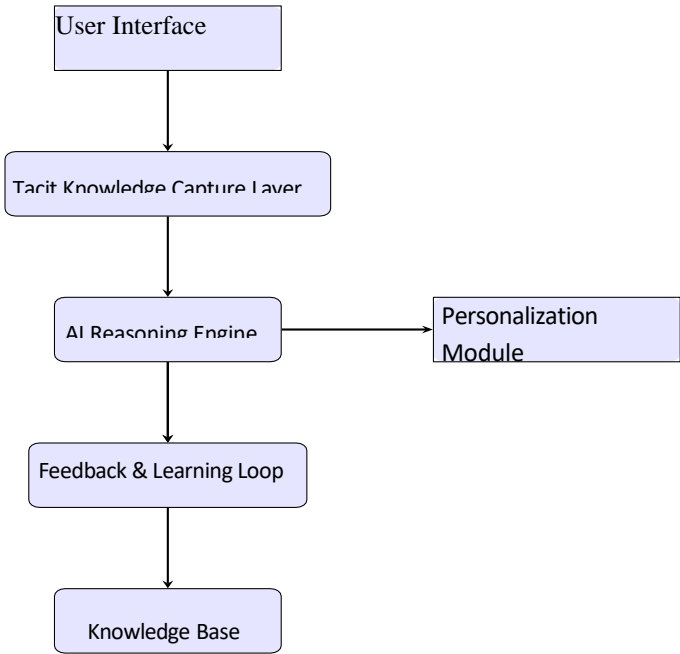 User Interface
Tacit Knowledge Capture Layer
AI Reasoning Engine
Personalization
Module
Feedback & Learning Loop
Knowledge Base